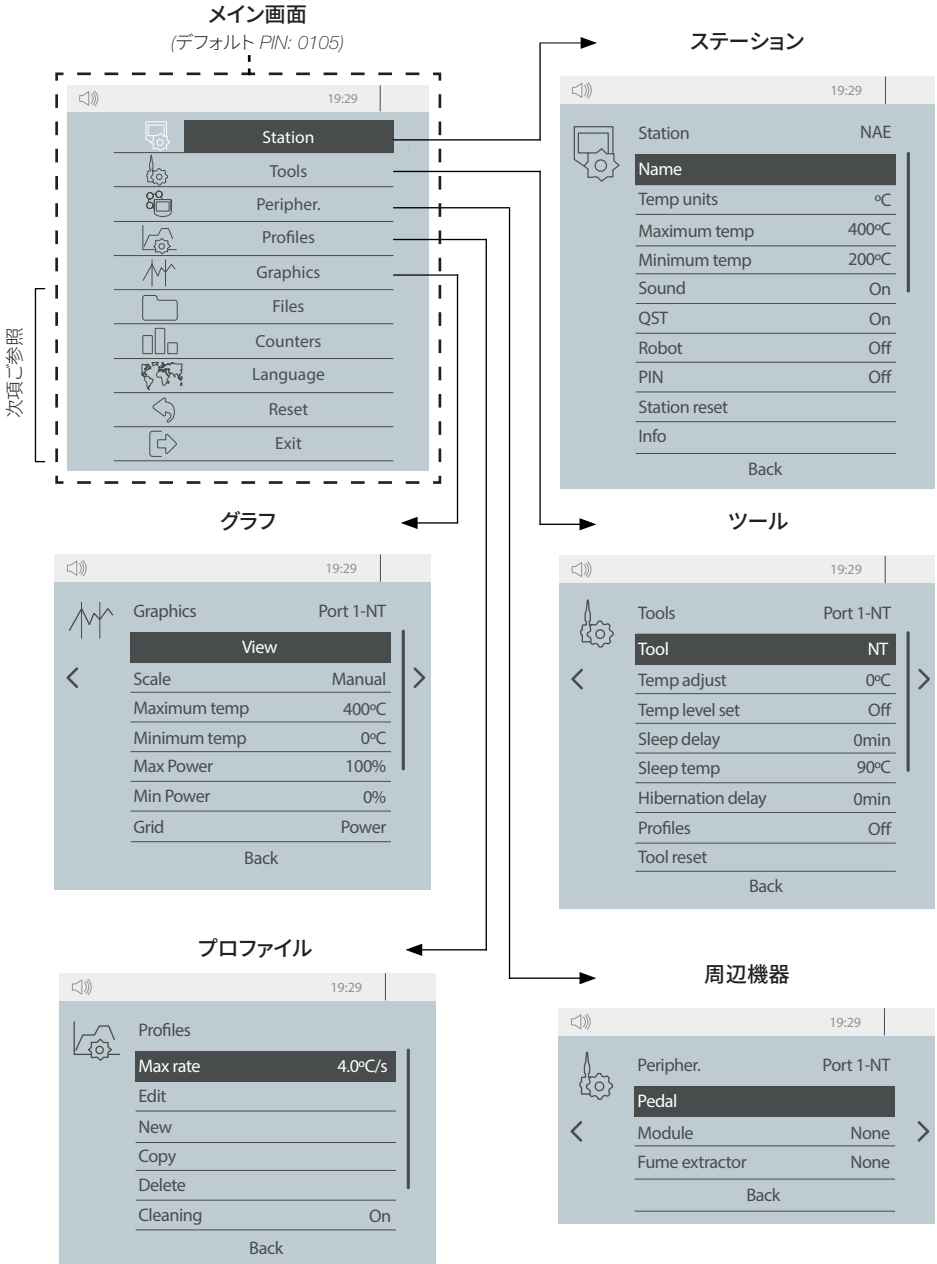 メイン画面
(デフォルト PIN: 0105)
19:29
Station
Tools
Peripher.
Profiles
Graphics
Files
Counters
Language
Reset
Exit
次項ご参照
ステーション
19:29
Station NAE
Name
Temp units ºC
Maximum temp 400ºC
Minimum temp 200ºC
Sound On
QST On
Robot Off
PIN Off
Station reset
Info
Back
グラフ
19:29
Graphics Port 1-NT
View
Scale Manual
Maximum temp 400ºC
Minimum temp 0ºC
Max Power 100%
Min Power 0%
Grid Power
Back
ツール
19:29
Tools Port 1-NT
Tool NT
Temp adjust 0ºC
Temp level set Off
Sleep delay 0min
Sleep temp 90ºC
Hibernation delay 0min
Profiles Off
Tool reset
Back
プロファイル
19:29
Profiles
Max rate 4.0ºC/s
Edit
New
Copy
Delete
Cleaning On
Back
周辺機器
19:29
Peripher. Port 1-NT
Pedal
Module None
Fume extractor None
Back